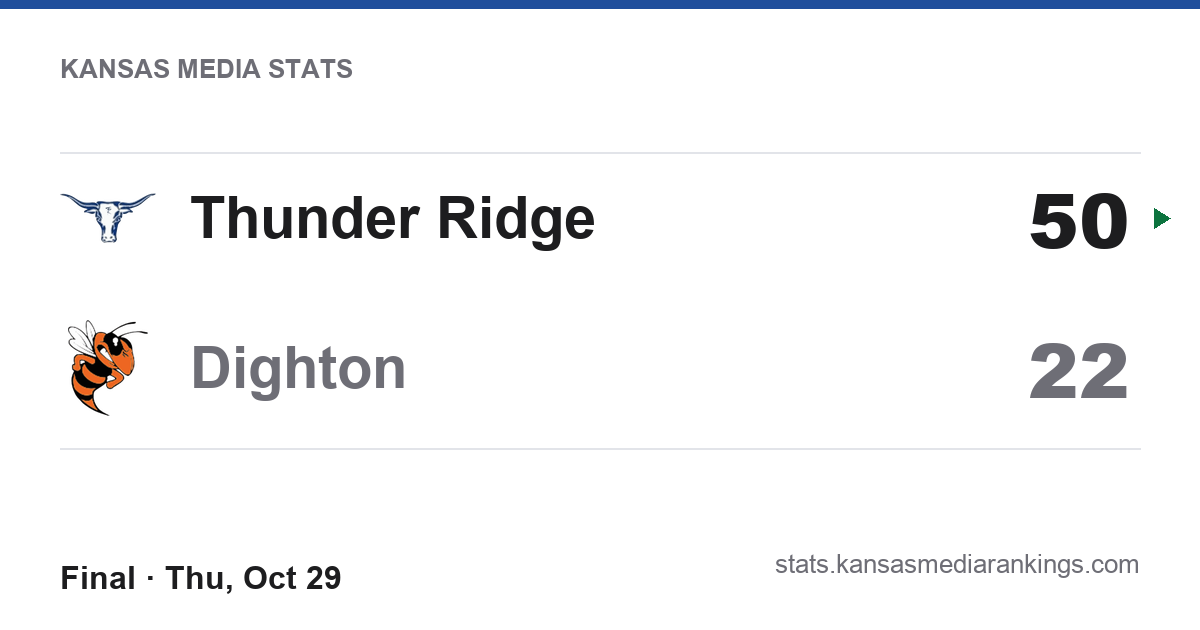 KANSAS MEDIA STATS
Thunder Ridge 50
Dighton 22
Final · Thu, Oct 29
stats.kansasmediarankings.com